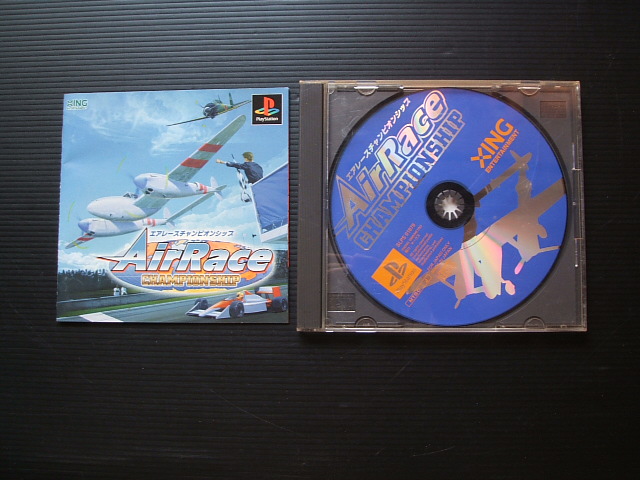 XING
PlayStation
エアレースチャンピオンシップ
AirRace
CHAMPIONSHIP
エアレースチャンピオンシップ
AirRace
CHAMPIONSHIP
XING
ENTERTAINMENT